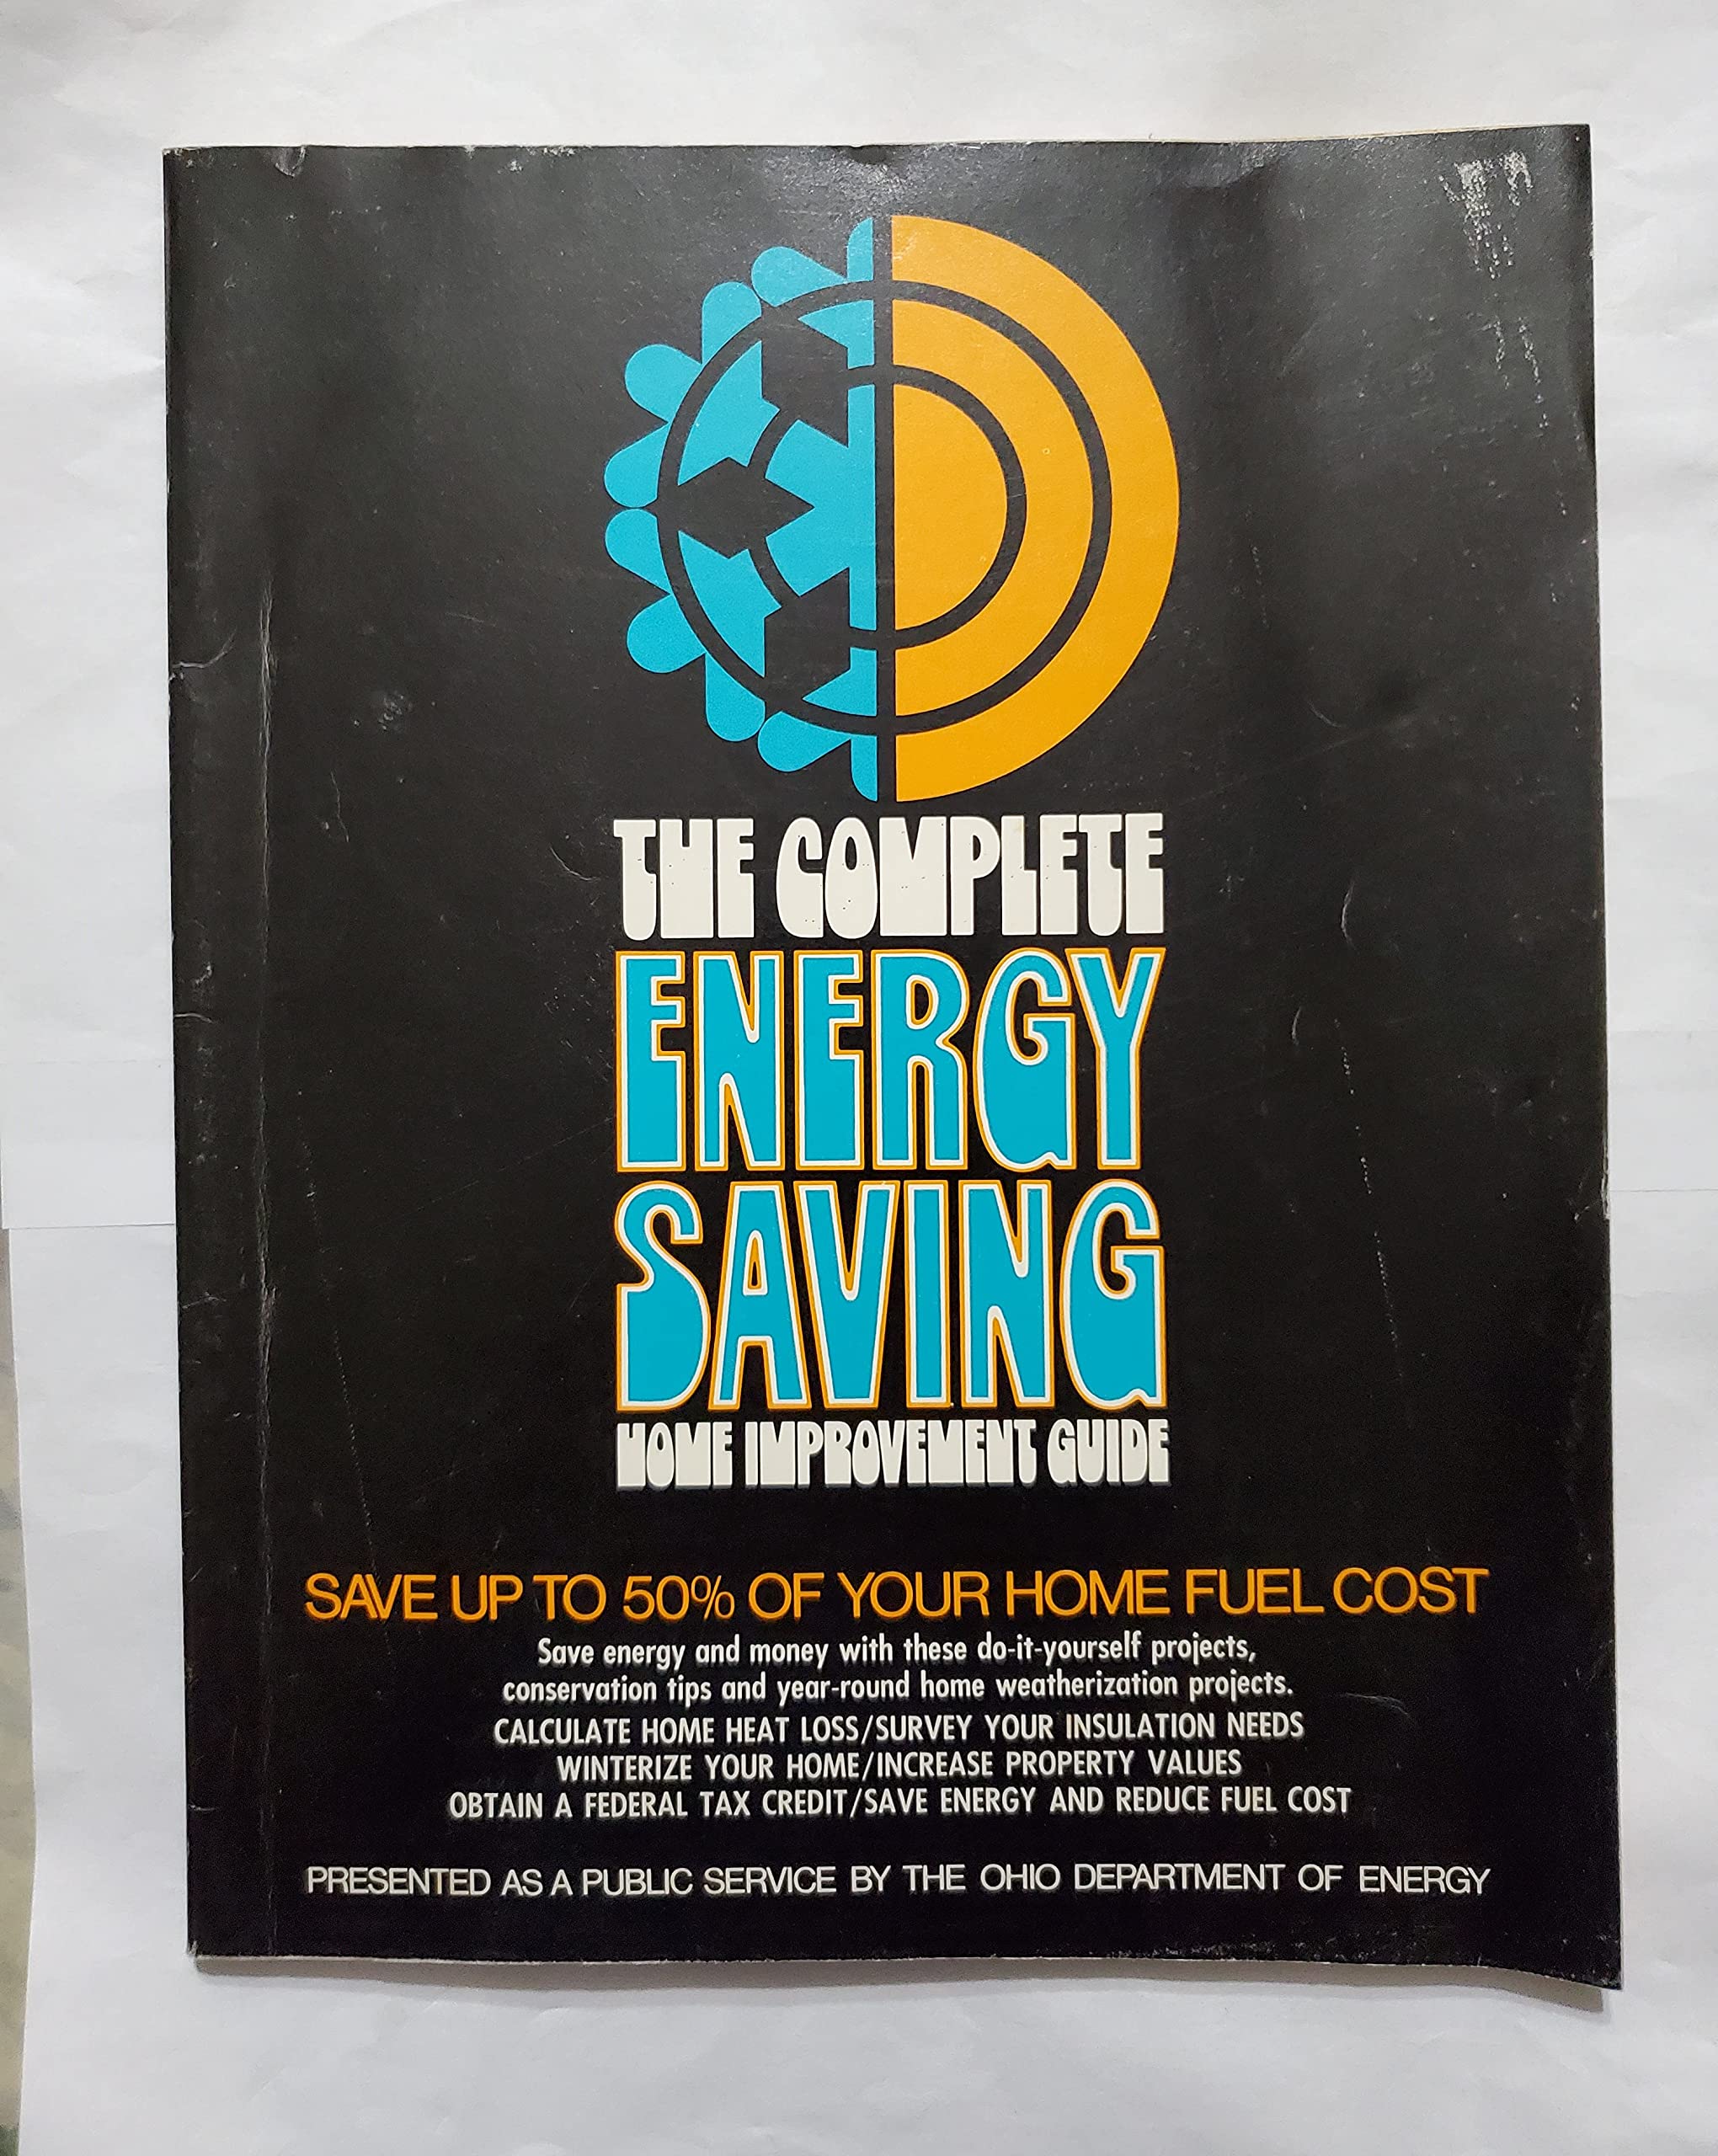 THE COMPLETE
ENERGY
SAVING
HOME IMPROVEMENT GUIDE
SAVE UP TO 50% OF YOUR HOME FUEL COST
Save energy and money with these do-it-yourself projects,
conservation tips and year-round home weatherization projects.
CALCULATE HOME HEAT LOSS/SURVEY YOUR INSULATION NEEDS
WINTERIZE YOUR HOME/INCREASE PROPERTY VALUES
OBTAIN A FEDERAL TAX CREDIT/SAVE ENERGY AND REDUCE FUEL COST
PRESENTED AS A PUBLIC SERVICE BY THE OHIO DEPARTMENT OF ENERGY